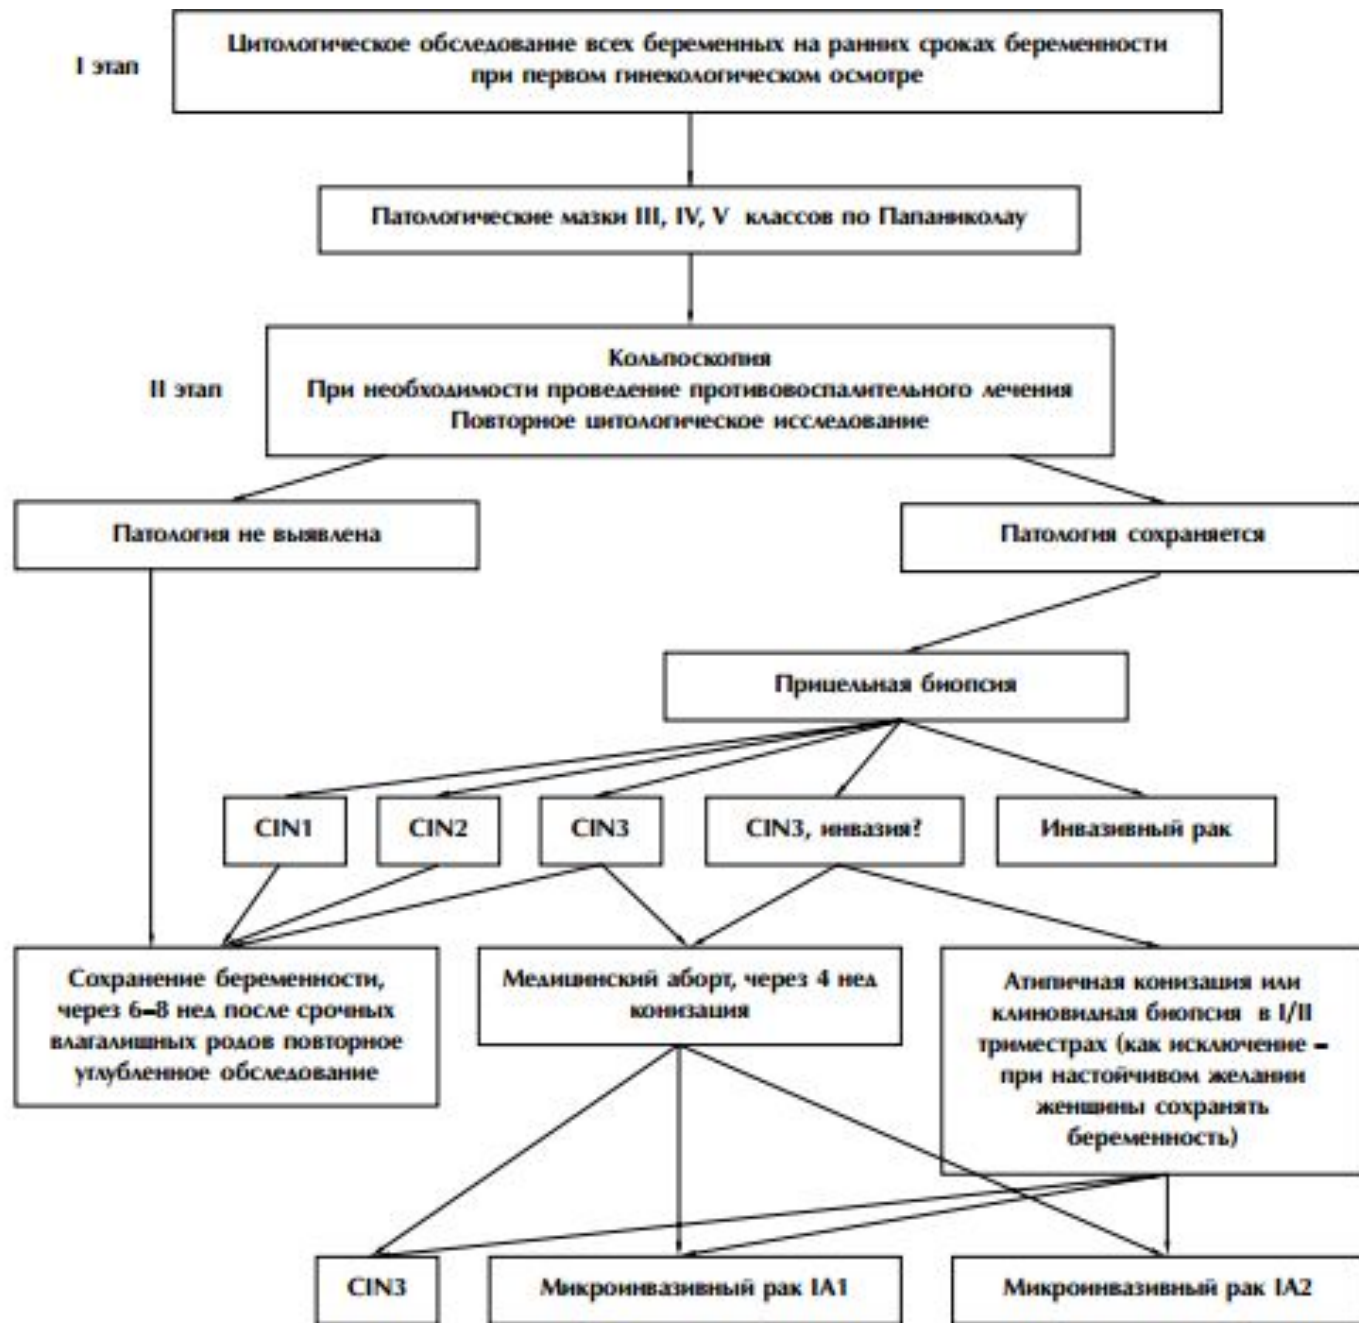 I этап
Цитологическое обследование всех беременных на ранних сроках беременности
при первом гинекологическом осмотре
Патологические мазки III, IV, V классов по Папаниколау
II этап
Кольпоскопия
При необходимости проведение противовоспалительного лечения
Повторное цитологическое исследование
Патология не выявлена
Патология сохраняется
Прицельная биопсия
CIN1
CIN2
CIN3
CIN3, инвазия?
Инвазивный рак
Сохранение беременности,
через 6–8 нед после срочных
влагалишных родов повторное
углубленное обследование
Медицинский аборт, через 4 нед
конизация
Атипичная конизация или
клиновидная биопсия в I/II
триместрах (как исключение –
при настойчивом желании
женщины сохранять
беременность)
CIN3
Микроинвазивный рак IA1
Микроинвазивный рак IA2